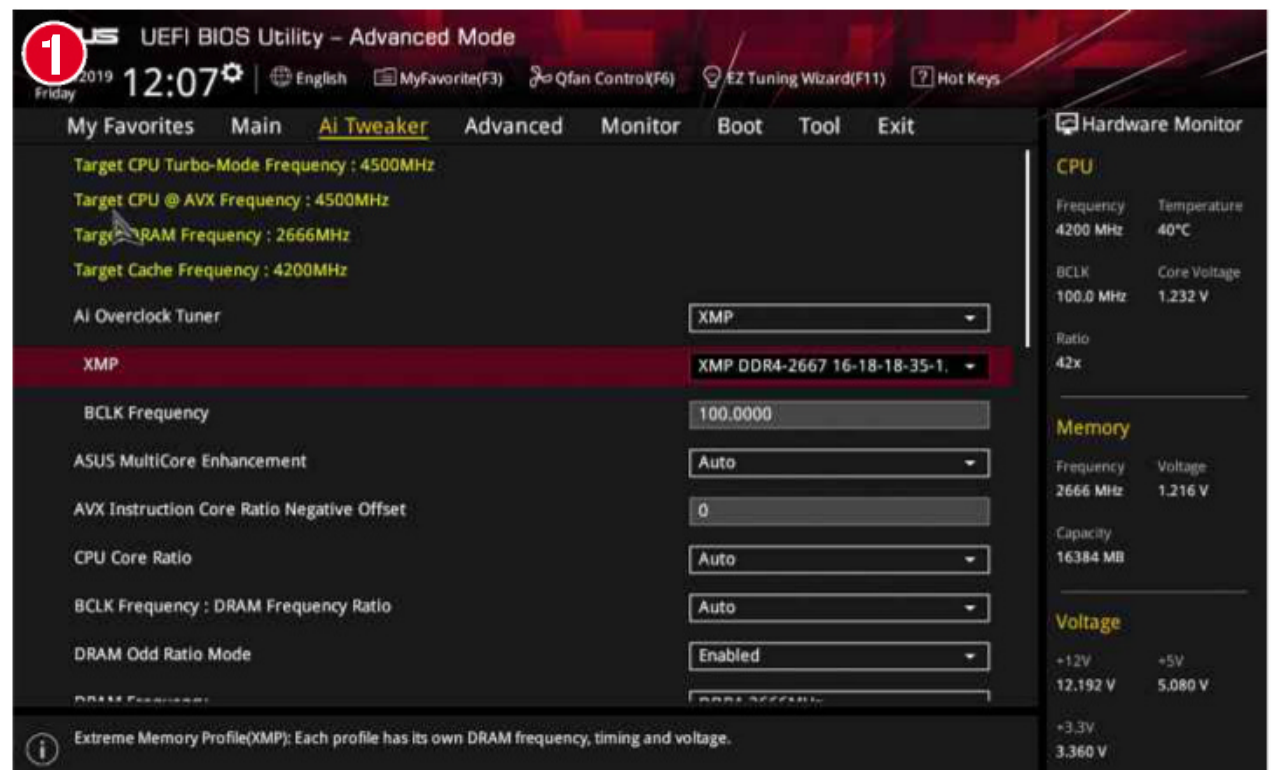 1
UEFI BIOS Utility – Advanced Mode
2019
Friday
12:07
English
MyFavorite(F3)
Qfan Control(F6)
EZ Tuning Wizard(F11)
? Hot Keys
My Favorites Main Ai Tweaker Advanced Monitor Boot Tool Exit
Target CPU Turbo-Mode Frequency : 4500MHz
Target CPU @ AVX Frequency : 4500MHz
Target DRAM Frequency : 2666MHz
Target Cache Frequency : 4200MHz
Ai Overclock Tuner XMP
XMP XMP DDR4-2667 16-18-18-35-1.
BCLK Frequency 100.0000
ASUS MultiCore Enhancement Auto
AVX Instruction Core Ratio Negative Offset 0
CPU Core Ratio Auto
BCLK Frequency : DRAM Frequency Ratio Auto
DRAM Odd Ratio Mode Enabled
Extreme Memory Profile(XMP): Each profile has its own DRAM frequency, timing and voltage.
Hardware Monitor
CPU
Frequency Temperature
4200 MHz 40°C
BCLK Core Voltage
100.0 MHz 1.232 V
Ratio
42x
Memory
Frequency Voltage
2666 MHz 1.216 V
Capacity
16384 MB
Voltage
+12V +5V
12.192 V 5.080 V
+3.3V
3.360 V